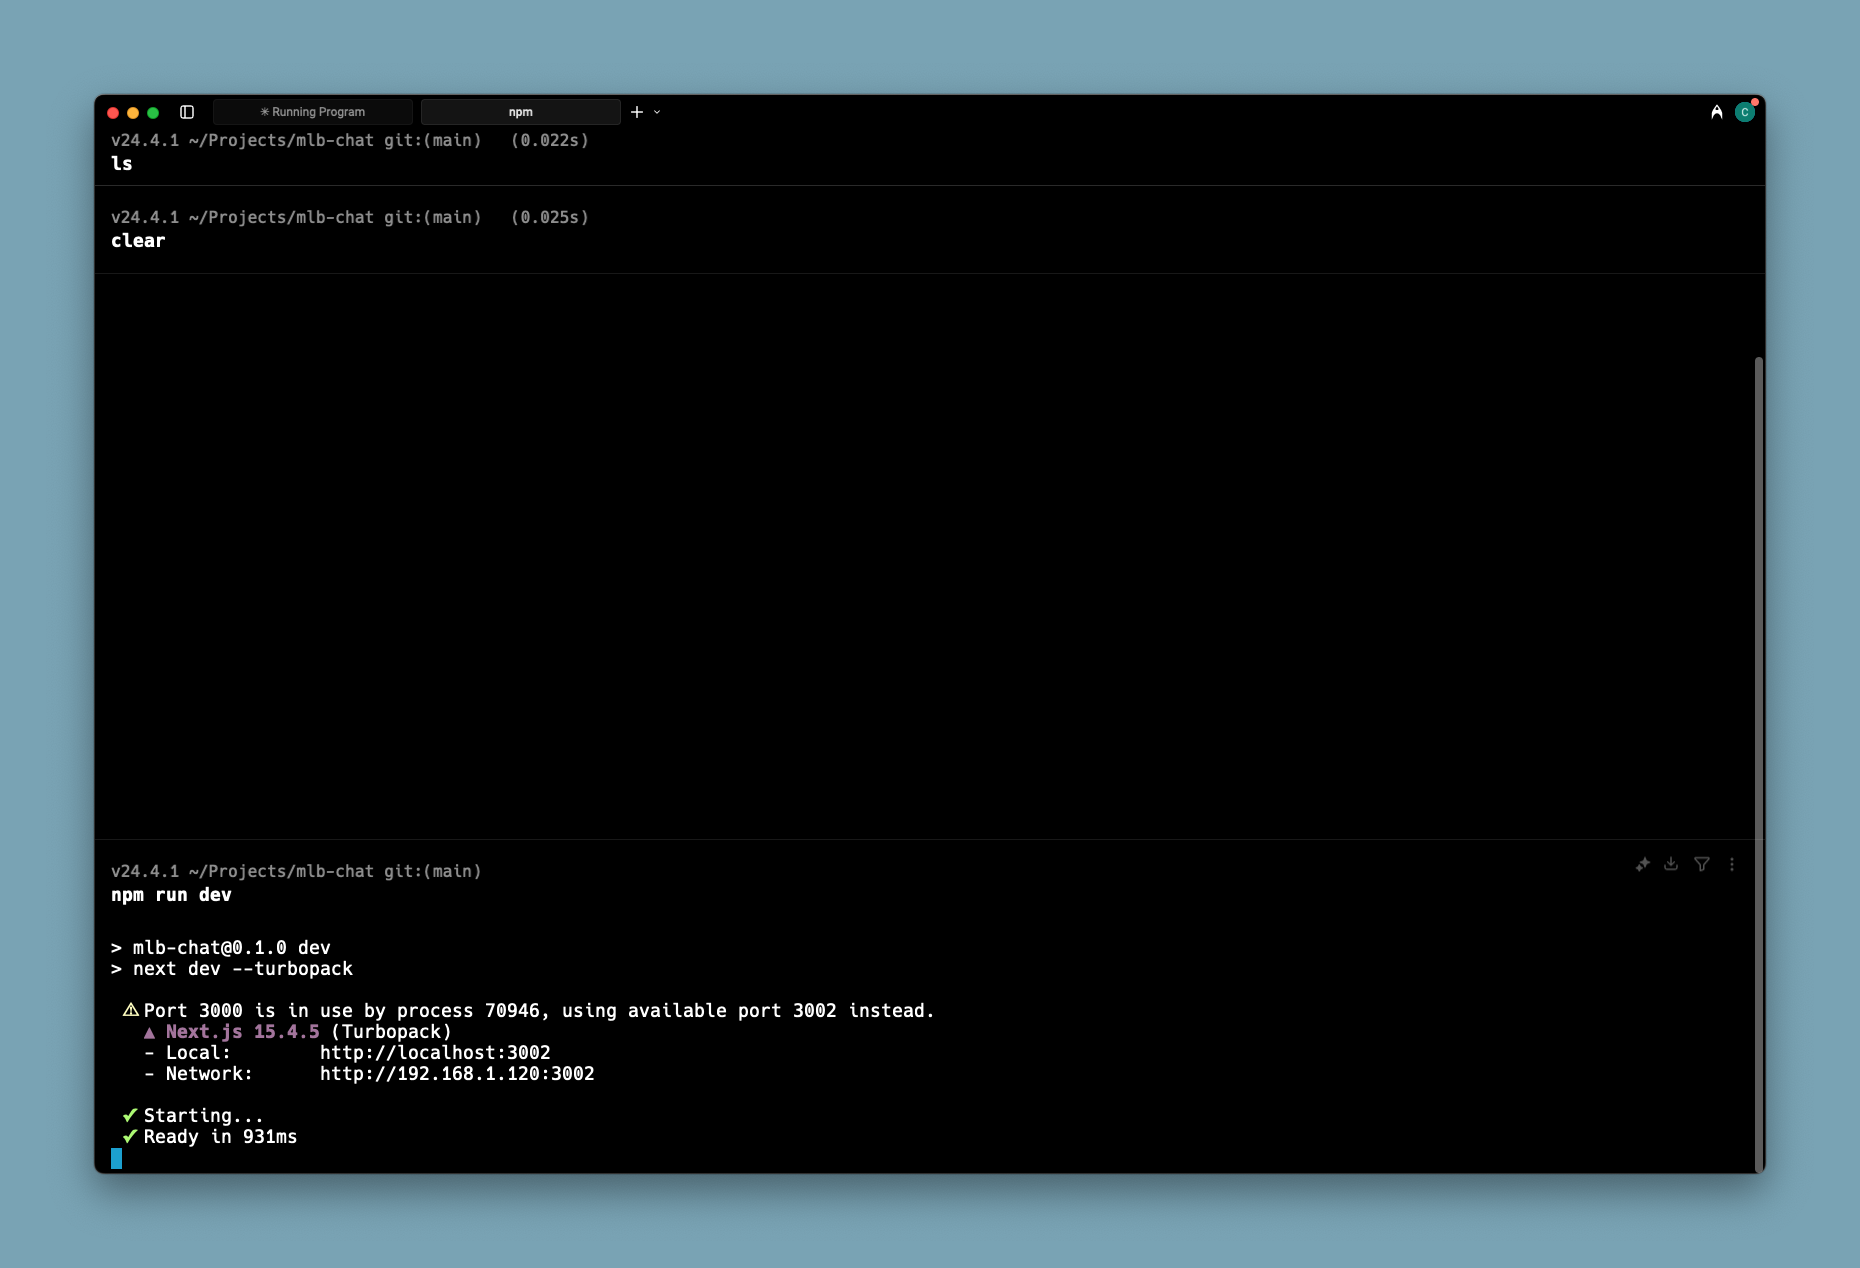 ✳ Running Program
npm
C
v24.4.1 ~/Projects/mlb-chat git:(main) (0.022s)
ls
v24.4.1 ~/Projects/mlb-chat git:(main) (0.025s)
clear
v24.4.1 ~/Projects/mlb-chat git:(main)
npm run dev
> mlb-chat@0.1.0 dev
> next dev --turbopack
⚠ Port 3000 is in use by process 70946, using available port 3002 instead.
▲ Next.js 15.4.5 (Turbopack)
- Local: http://localhost:3002
- Network: http://192.168.1.120:3002
✓ Starting...
✓ Ready in 931ms